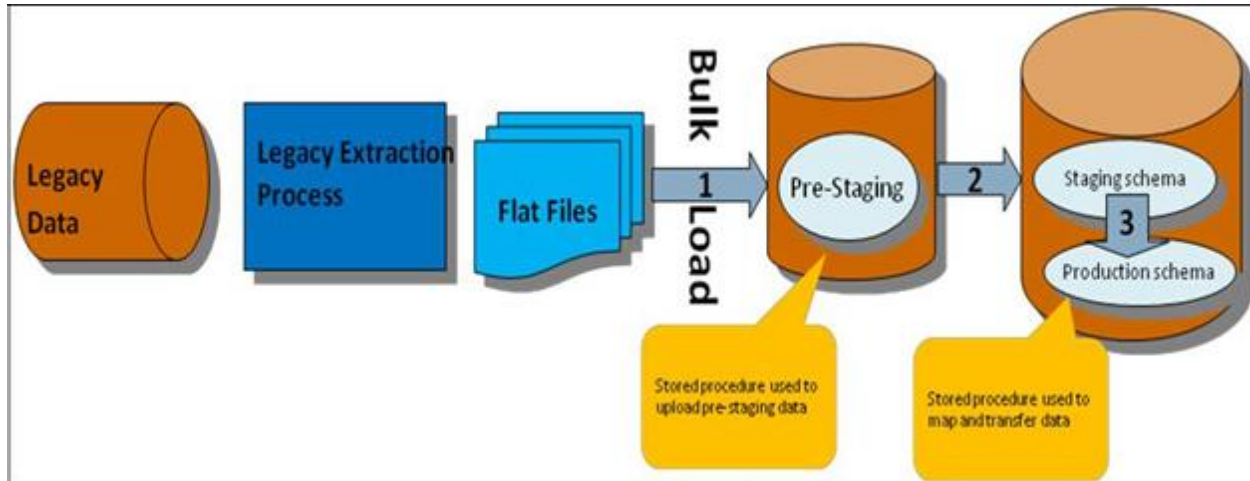 Legacy
Data
Legacy Extraction
Process
Flat Files
Bulk
1
Load
Pre-Staging
2
Staging schema
3
Production schema
Stored procedure used to
upload pre-staging data
Stored procedure used to
map and transfer data